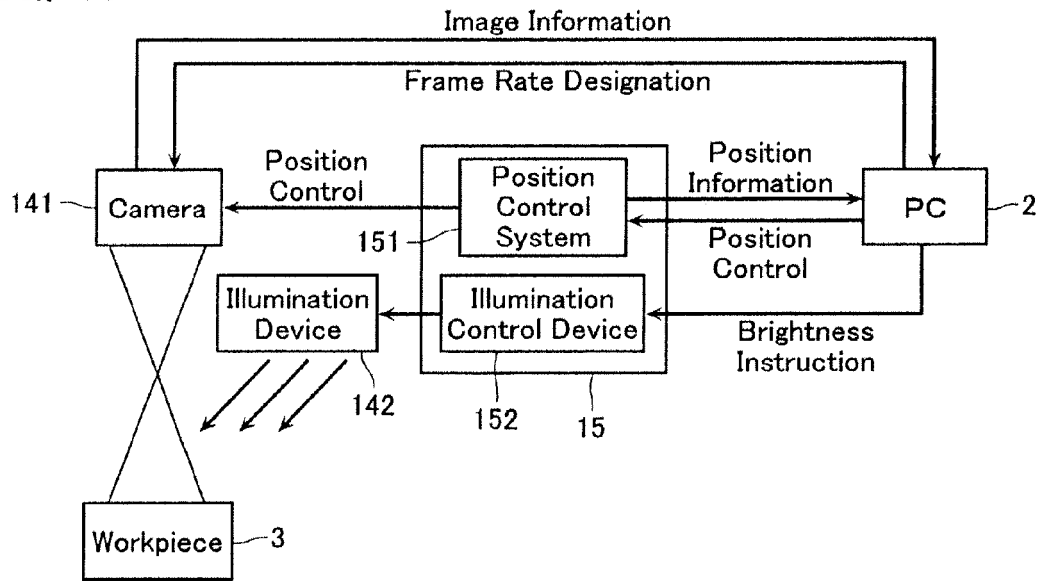 Image Information
Frame Rate Designation
Position
Control
Position
Control
System
Position
Information
141
Camera
151
PC
2
Position
Control
Illumination
Device
Illumination
Control Device
Brightness
Instruction
142
152
15
Workpiece
3